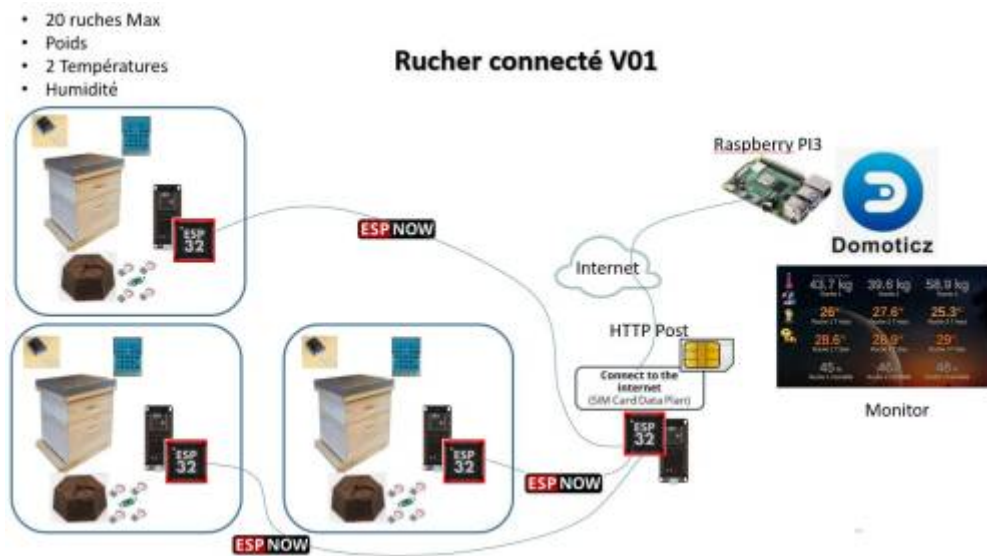 20 ruches Max
Poids
2 Températures
Humidité
Rucher connecté V01
Raspberry PI3
Domoticz
ESP 32
ESP NOW
Internet
HTTP Post
Connect to the
internet
(SIM Card Data Plan)
43.7 kg 39.6 kg 58.9 kg
26° 27.6° 25.3°
28.6° 28.9° 29°
Monitor
ESP 32
ESP 32
ESP 32
ESP NOW
ESP NOW